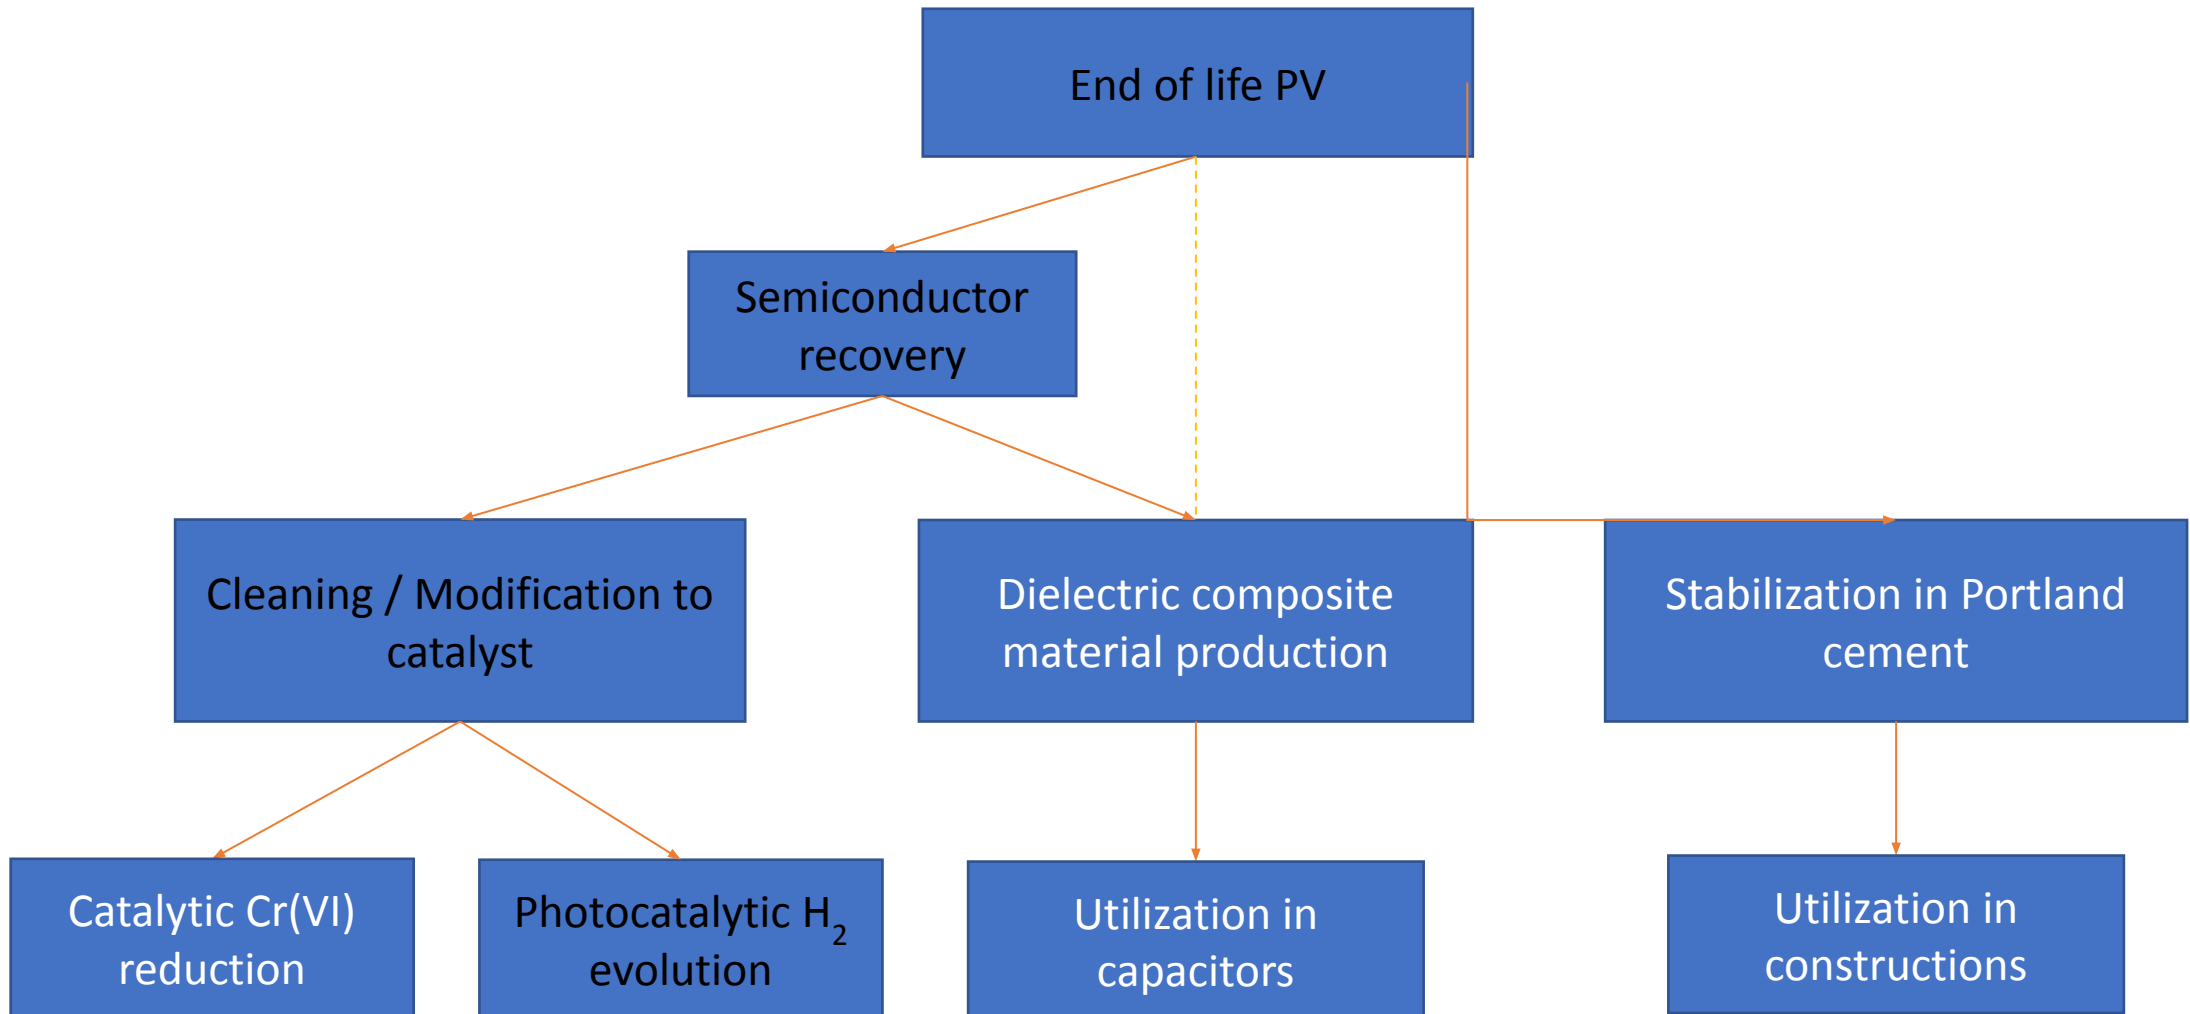 End of life PV
Semiconductor
recovery
Cleaning / Modification to
catalyst
Dielectric composite
material production
Stabilization in Portland
cement
Catalytic Cr(VI)
reduction
Photocatalytic H₂
evolution
Utilization in
capacitors
Utilization in
constructions